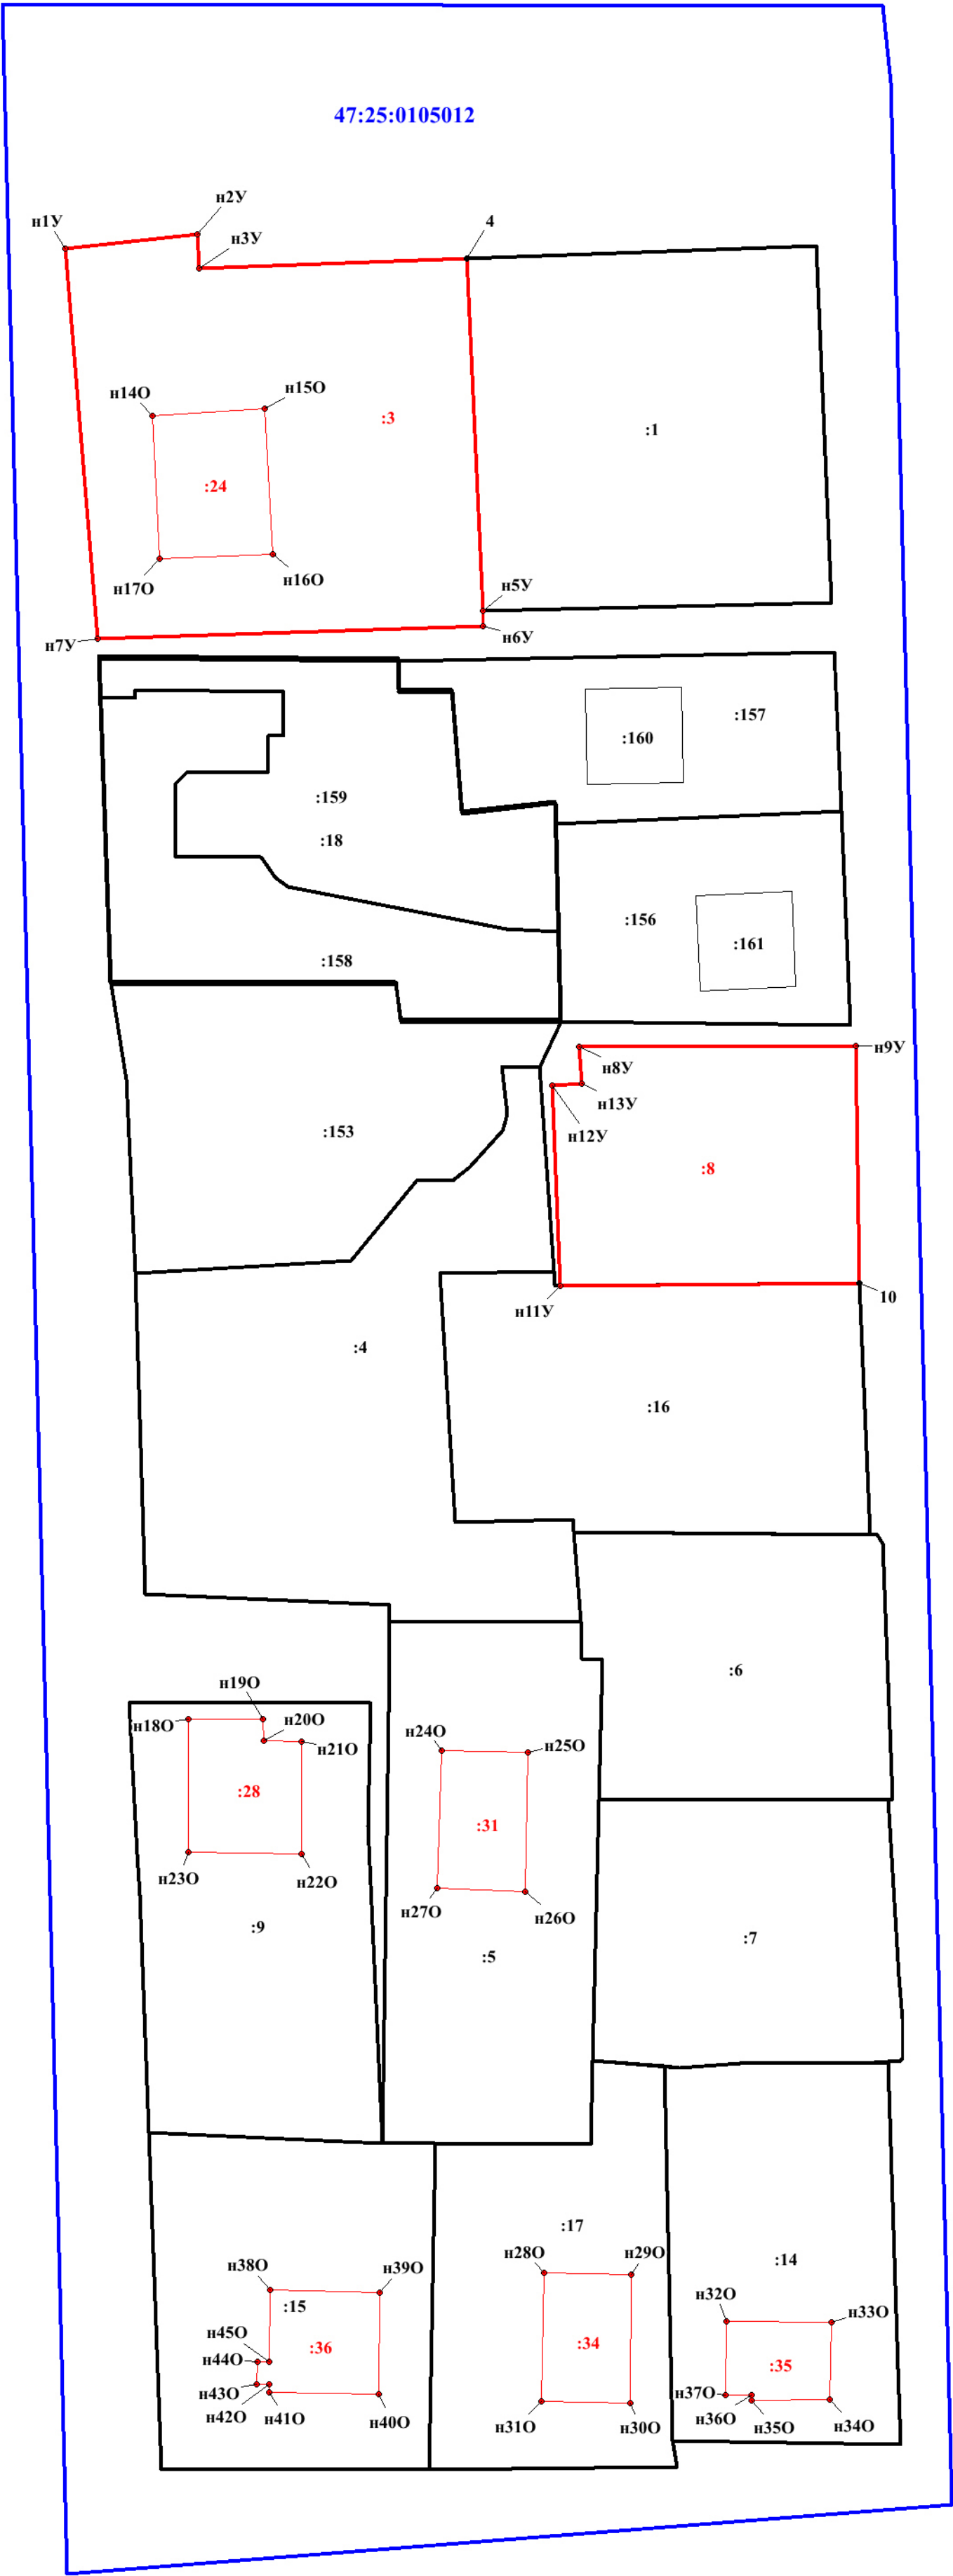 47:25:0105012
н2У
н1У
н3У
4
н14О
н15О
:3
:1
:24
н16О
н17О
н5У
н6У
н7У
:157
:160
:159
:18
:156
:161
:158
н9У
н8У
н13У
:153
н12У
:8
10
н11У
:4
:16
:6
н19О
н18О
н20О
н21О
н24О
н25О
:28
:31
н23О
н22О
н27О
н26О
:9
:7
:5
:17
н28О
н29О
:14
н38О
н39О
:15
н32О
н33О
н45О
:36
:34
н44О
:35
н43О
н37О
н42О
н41О
н40О
н31О
н30О
н36О
н35О
н34О